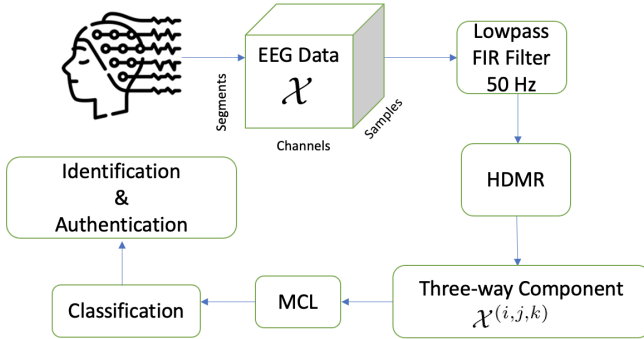 EEG Data
𝒳
Segments
Channels
Samples
Lowpass
FIR Filter
50 Hz
HDMR
Three-way Component
𝒳^(i,j,k)
MCL
Classification
Identification
&
Authentication